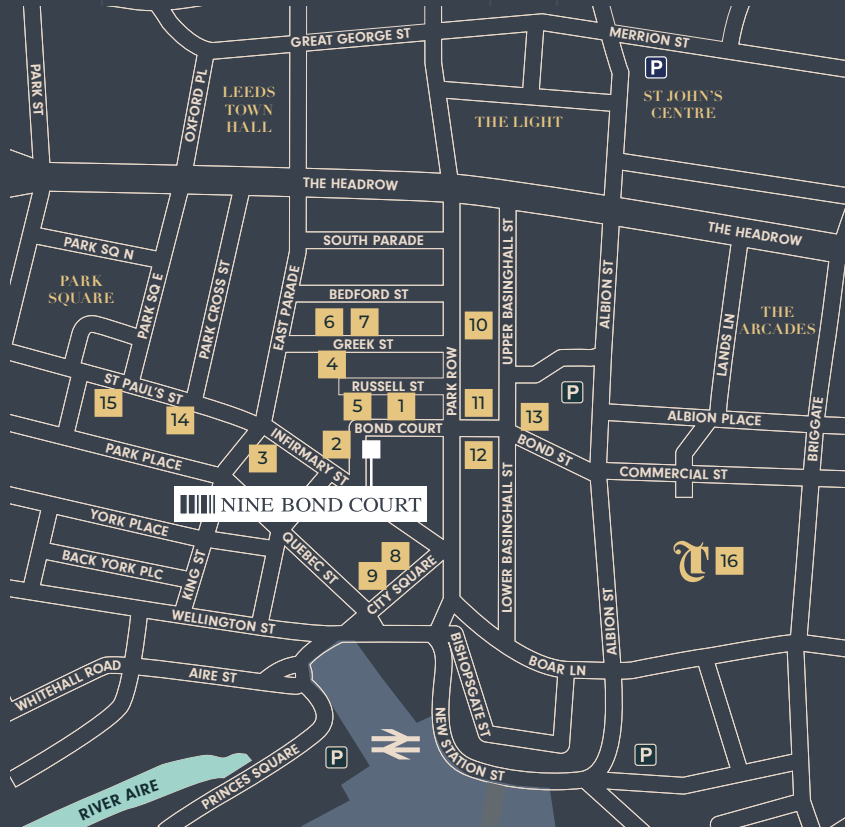 GREAT GEORGE ST
MERRION ST
PARK ST
OXFORD PL
P
LEEDS
TOWN
HALL
THE LIGHT
ST JOHN'S
CENTRE
THE HEADROW
THE HEADROW
SOUTH PARADE
PARK SQ N
PARK SQ E
PARK CROSS ST
EAST PARADE
UPPER BASINGHALL ST
ALBION ST
PARK
SQUARE
BEDFORD ST
6
7
10
THE
ARCADES
LANDS LN
GREEK ST
4
PARK ROW
RUSSELL ST
ST PAUL'S ST
15
14
5
1
11
13
P
ALBION PLACE
BRIGGATE
BOND COURT
INFIRMARY ST
2
3
12
BOND ST
PARK PLACE
COMMERCIAL ST
NINE BOND COURT
YORK PLACE
BACK YORK PLC
KING ST
QUEBEC ST
8
9
CITY SQUARE
LOWER BASINGHALL ST
T
16
ALBION ST
WELLINGTON ST
BISHOPSGATE ST
BOAR LN
WHITEHALL ROAD
AIRE ST
NEW STATION ST
P
P
PRINCES SQUARE
RIVER AIRE